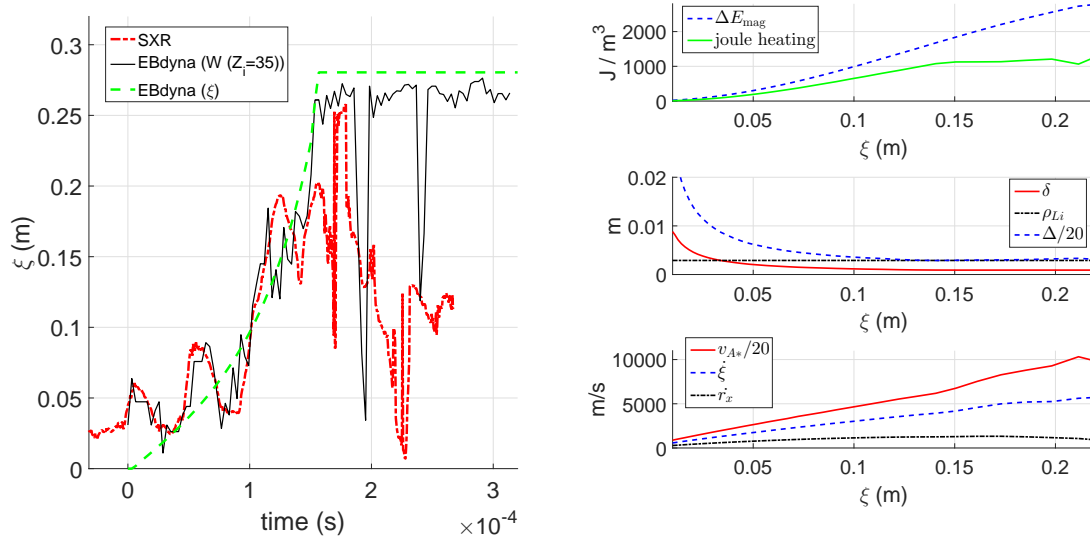 SXR
EBdyna (W (Z_i=35))
EBdyna (ξ)
0.3
0.25
0.2
0.15
0.1
0.05
0
ξ (m)
0 1 2 3
time (s) ×10^-4
ΔE_mag
joule heating
2000
1000
0
J / m^3
0.05 0.1 0.15 0.2
ξ (m)
δ
ρ_Li
Δ/20
0.02
0.01
0
m
0.05 0.1 0.15 0.2
ξ (m)
v_A*/20
ξ̇
ṙ_x
10000
5000
0
m/s
0.05 0.1 0.15 0.2
ξ (m)